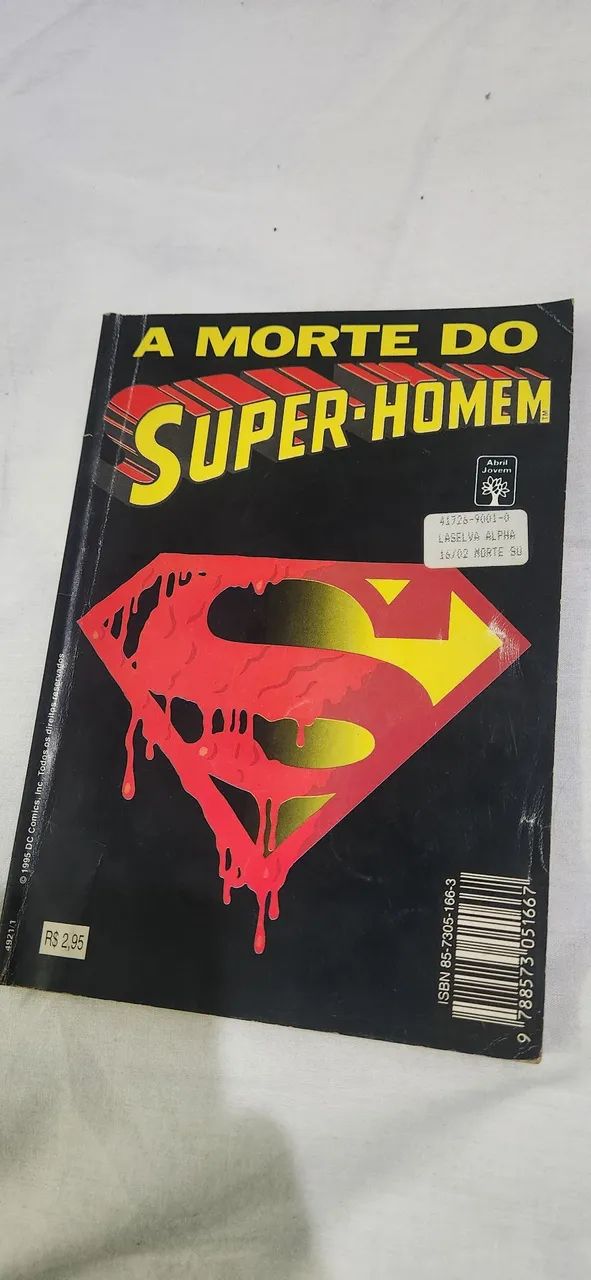 A MORTE DO
SUPER-HOMEM™
Abril
Jovem
41726-9001-0
LASELVA ALPHA
16/02 MORTE SU
© 1995 DC Comics, Inc. Todos os direitos reservados
4921/1
R$ 2,95
ISBN 85-7305-166-3
9 788573 051667